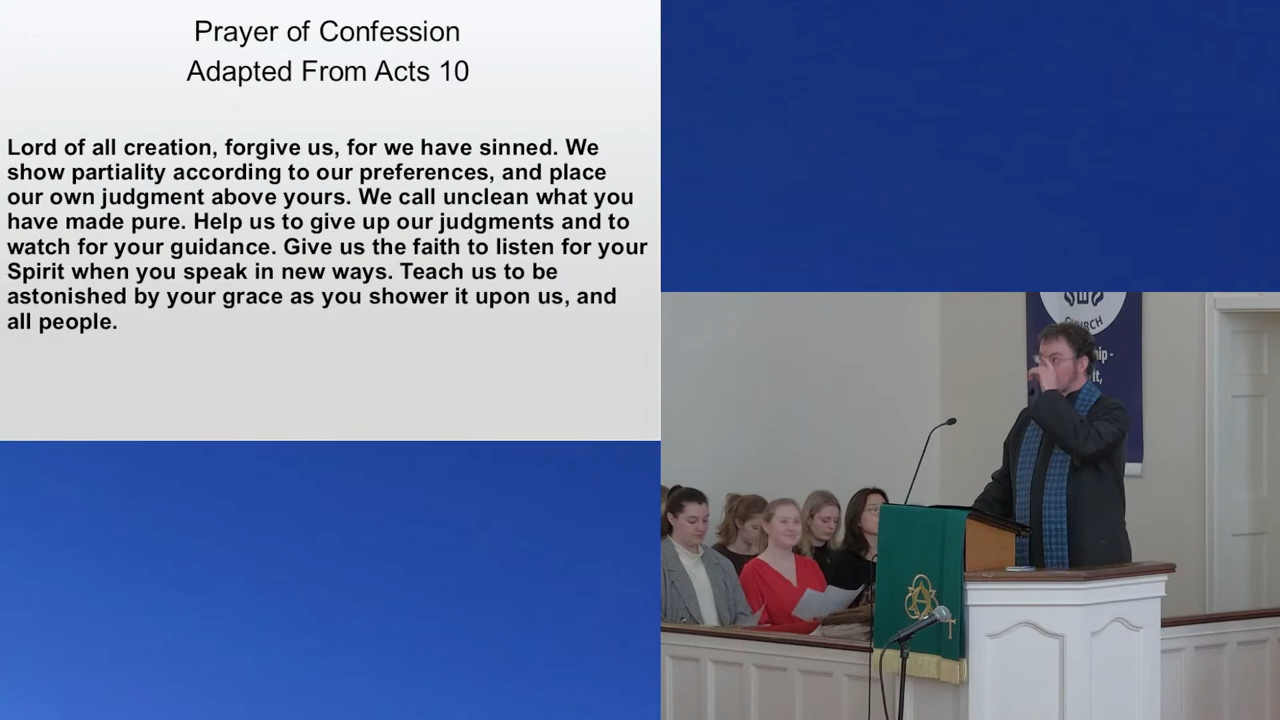 Prayer of Confession
Adapted From Acts 10
Lord of all creation, forgive us, for we have sinned. We
show partiality according to our preferences, and place
our own judgment above yours. We call unclean what you
have made pure. Help us to give up our judgments and to
watch for your guidance. Give us the faith to listen for your
Spirit when you speak in new ways. Teach us to be
astonished by your grace as you shower it upon us, and
all people.
CHURCH